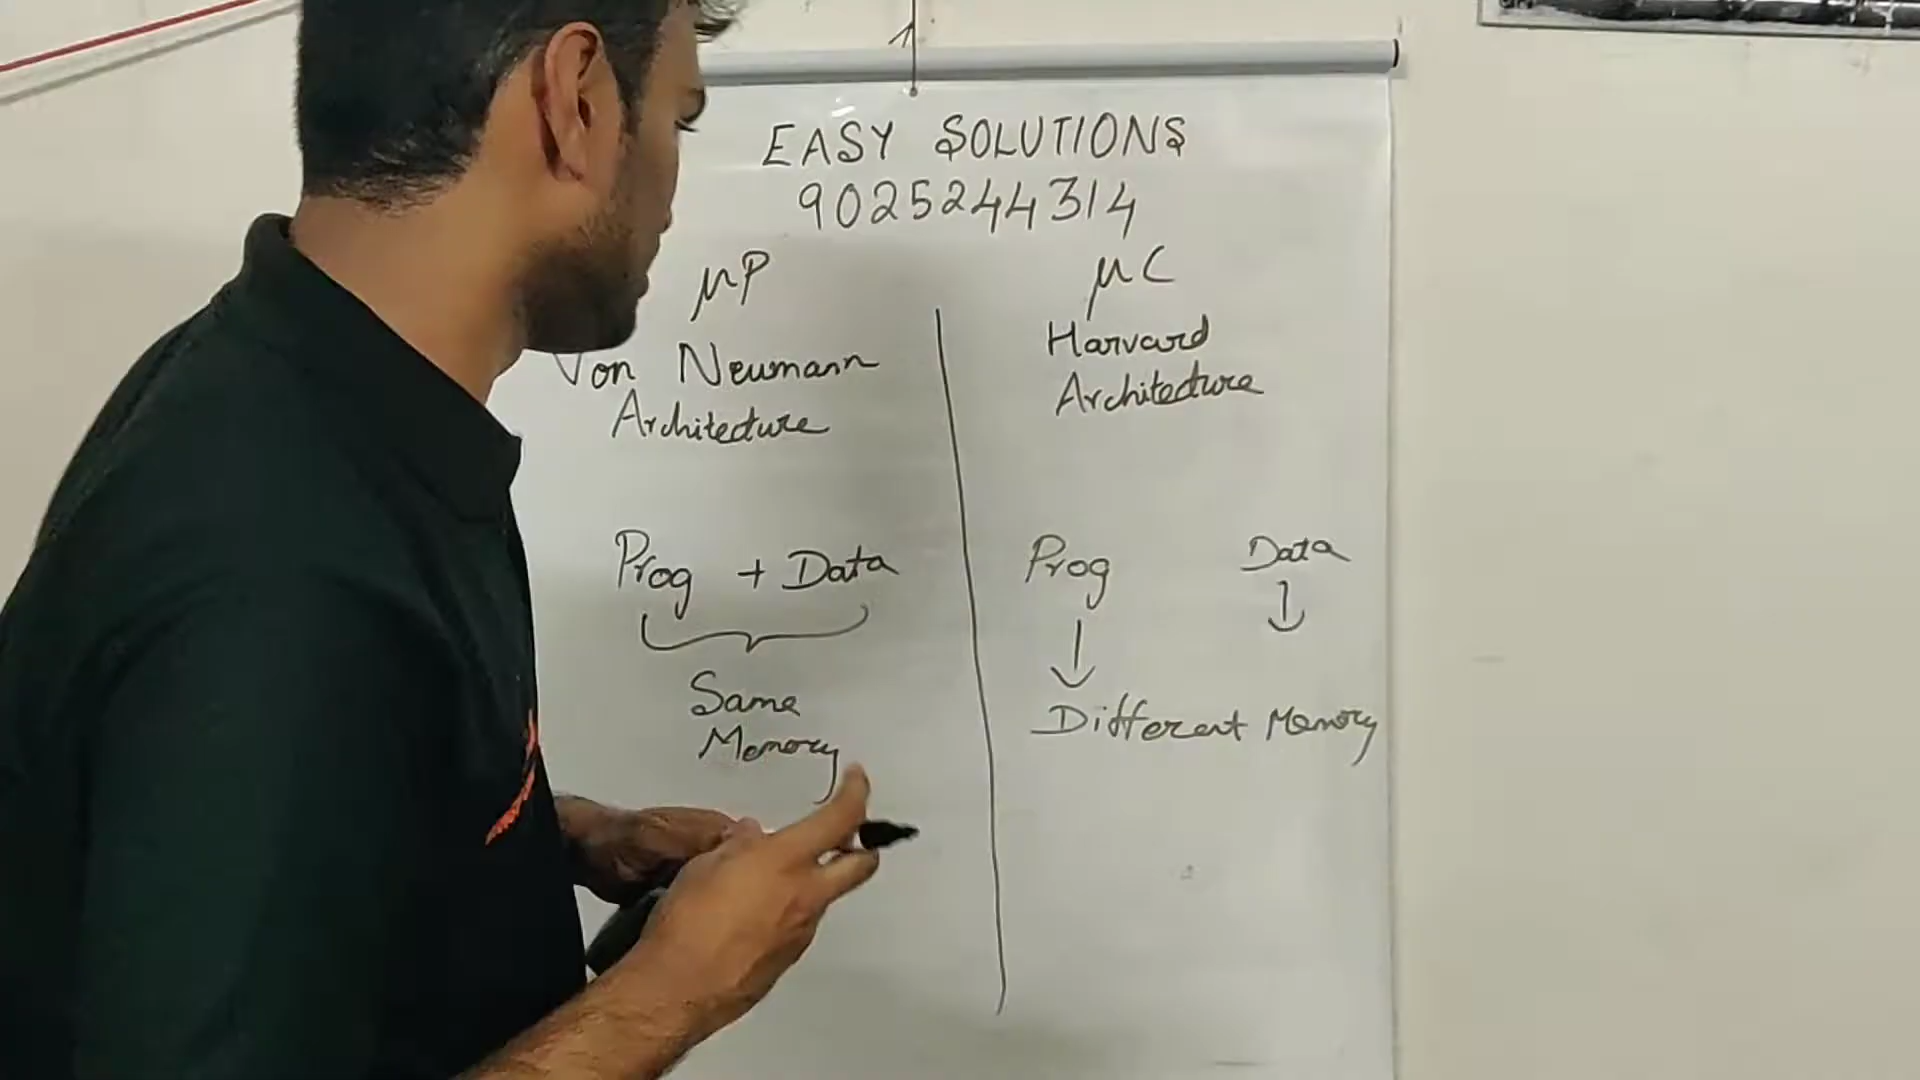 EASY SOLUTIONS
9025244314
μP
Von Neumann
Architecture
Prog + Data
Same
Memory
μC
Harvard
Architecture
Prog Data
Different Memory